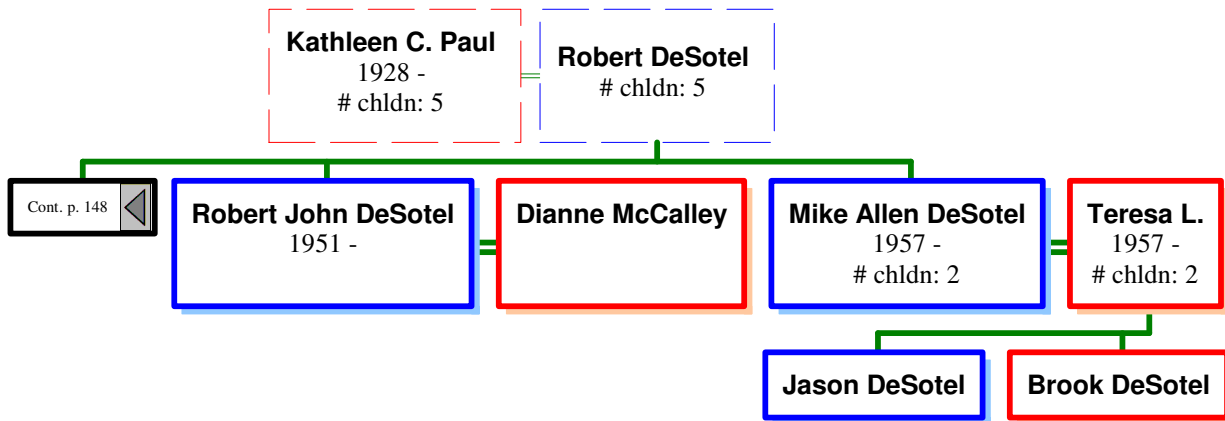 Kathleen C. Paul
1928 -
# chldn: 5
Robert DeSotel
# chldn: 5
Cont. p. 148
Robert John DeSotel
1951 -
Dianne McCalley
Mike Allen DeSotel
1957 -
# chldn: 2
Teresa L.
1957 -
# chldn: 2
Jason DeSotel
Brook DeSotel